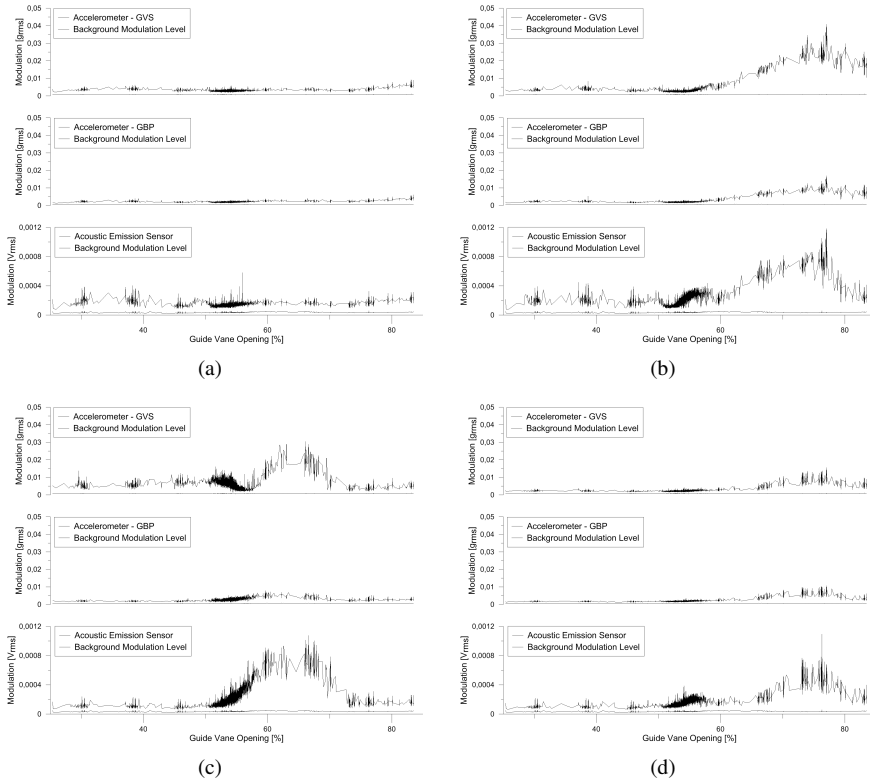 0,05
0,04
0,03
0,02
0,01
0
Modulation [grms]
Accelerometer - GVS
Background Modulation Level
0,05
0,04
0,03
0,02
0,01
0
Modulation [grms]
Accelerometer - GBP
Background Modulation Level
0,0012
0,0008
0,0004
0
Modulation [Vrms]
Acoustic Emission Sensor
Background Modulation Level
40 60 80
Guide Vane Opening [%]
(a)
0,05
0,04
0,03
0,02
0,01
0
Modulation [grms]
Accelerometer - GVS
Background Modulation Level
0,05
0,04
0,03
0,02
0,01
0
Modulation [grms]
Accelerometer - GBP
Background Modulation Level
0,0012
0,0008
0,0004
0
Modulation [Vrms]
Acoustic Emission Sensor
Background Modulation Level
40 60 80
Guide Vane Opening [%]
(b)
0,05
0,04
0,03
0,02
0,01
0
Modulation [grms]
Accelerometer - GVS
Background Modulation Level
0,05
0,04
0,03
0,02
0,01
0
Modulation [grms]
Accelerometer - GBP
Background Modulation Level
0,0012
0,0008
0,0004
0
Modulation [Vrms]
Acoustic Emission Sensor
Background Modulation Level
40 60 80
Guide Vane Opening [%]
(c)
0,05
0,04
0,03
0,02
0,01
0
Modulation [grms]
Accelerometer - GVS
Background Modulation Level
0,05
0,04
0,03
0,02
0,01
0
Modulation [grms]
Accelerometer - GBP
Background Modulation Level
0,0012
0,0008
0,0004
0
Modulation [Vrms]
Acoustic Emission Sensor
Background Modulation Level
40 60 80
Guide Vane Opening [%]
(d)